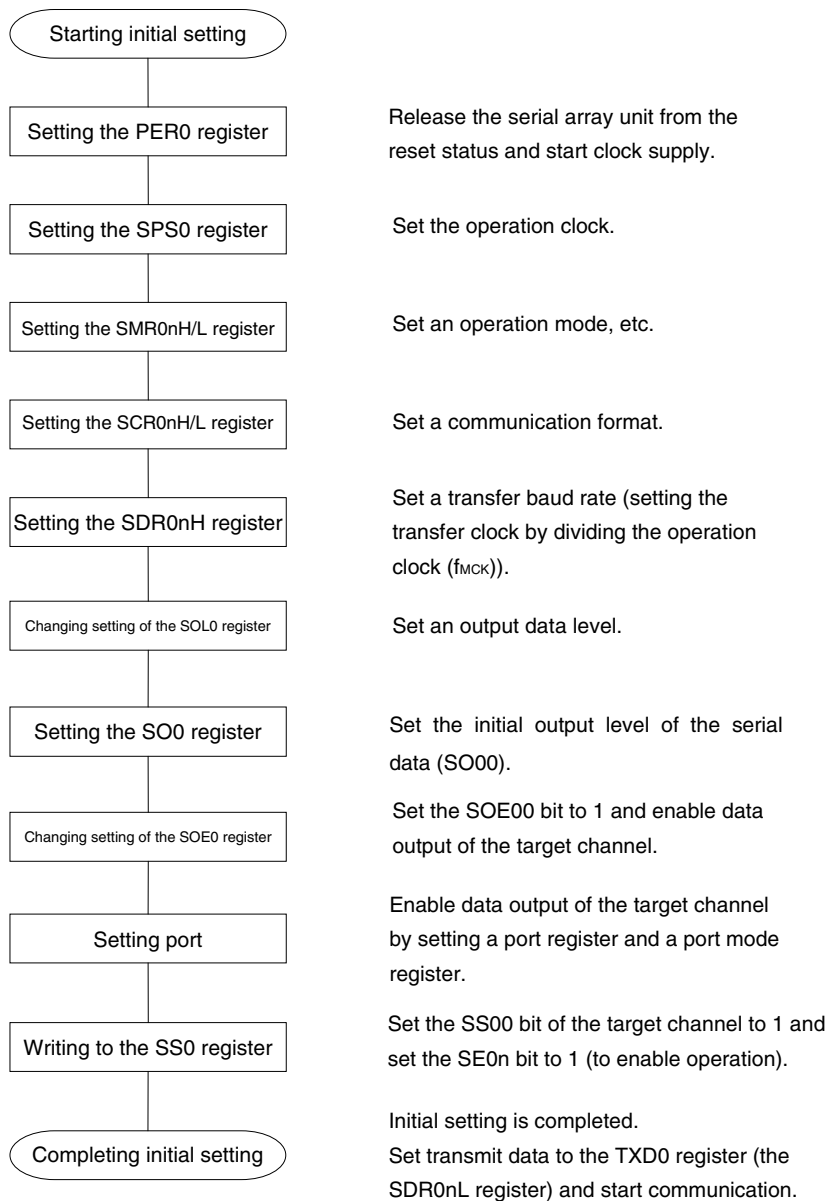 Starting initial setting
Setting the PER0 register
Release the serial array unit from the
reset status and start clock supply.
Setting the SPS0 register
Set the operation clock.
Setting the SMR0nH/L register
Set an operation mode, etc.
Setting the SCR0nH/L register
Set a communication format.
Setting the SDR0nH register
Set a transfer baud rate (setting the
transfer clock by dividing the operation
clock (fMCK)).
Changing setting of the SOL0 register
Set an output data level.
Setting the SO0 register
Set the initial output level of the serial
data (SO00).
Changing setting of the SOE0 register
Set the SOE00 bit to 1 and enable data
output of the target channel.
Setting port
Enable data output of the target channel
by setting a port register and a port mode
register.
Writing to the SS0 register
Set the SS00 bit of the target channel to 1 and
set the SE0n bit to 1 (to enable operation).
Completing initial setting
Initial setting is completed.
Set transmit data to the TXD0 register (the
SDR0nL register) and start communication.